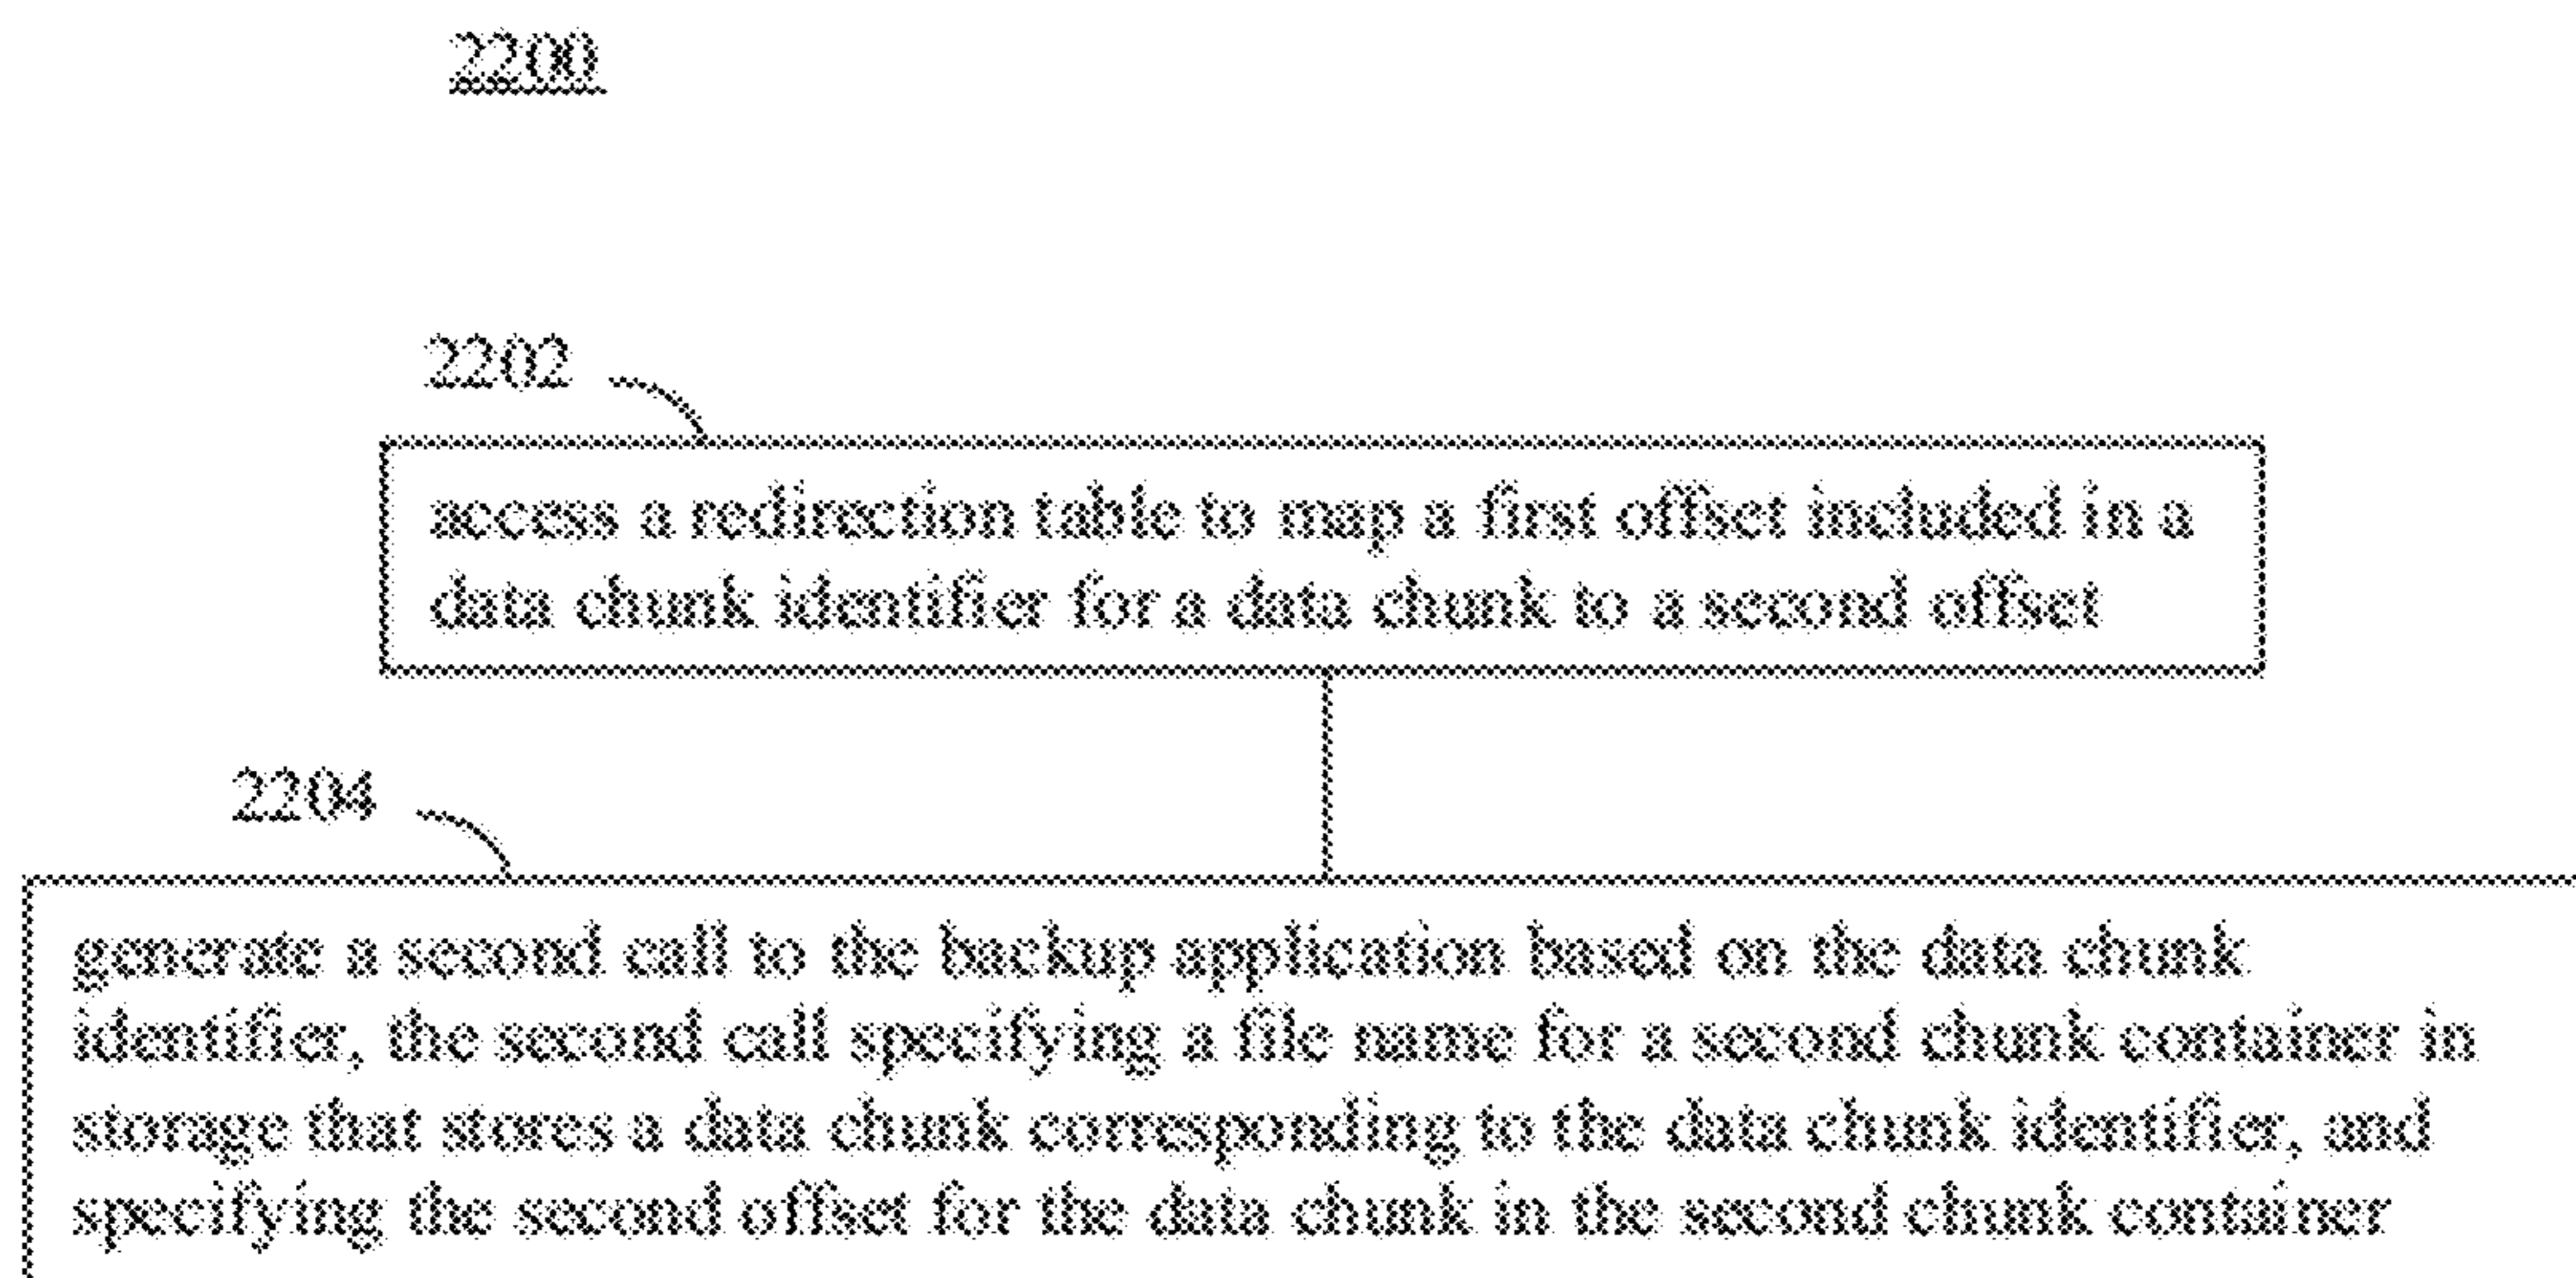 2200
2202
access a redirection table to map a first offset included in a
data chunk identifier for a data chunk to a second offset
2204
generate a second call to the backup application based on the data chunk
identifier, the second call specifying a file name for a second chunk container in
storage that stores a data chunk corresponding to the data chunk identifier, and
specifying the second offset for the data chunk in the second chunk container